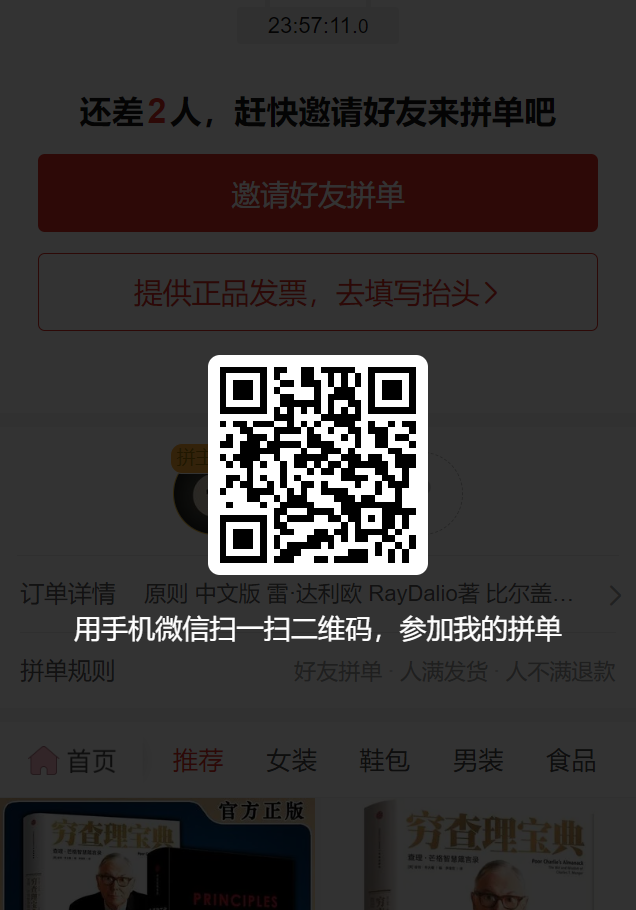 23:57:11.0
还差2人，赶快邀请好友来拼单吧
邀请好友拼单
提供正品发票，去填写抬头
拼主
订单详情 原则 中文版 雷·达利欧 RayDalio著 比尔盖...
用手机微信扫一扫二维码，参加我的拼单
拼单规则 好友拼单 · 人满发货 · 人不满退款
首页 推荐 女装 鞋包 男装 食品
官方正版
穷查理宝典
PRINCIPLES
穷查理宝典